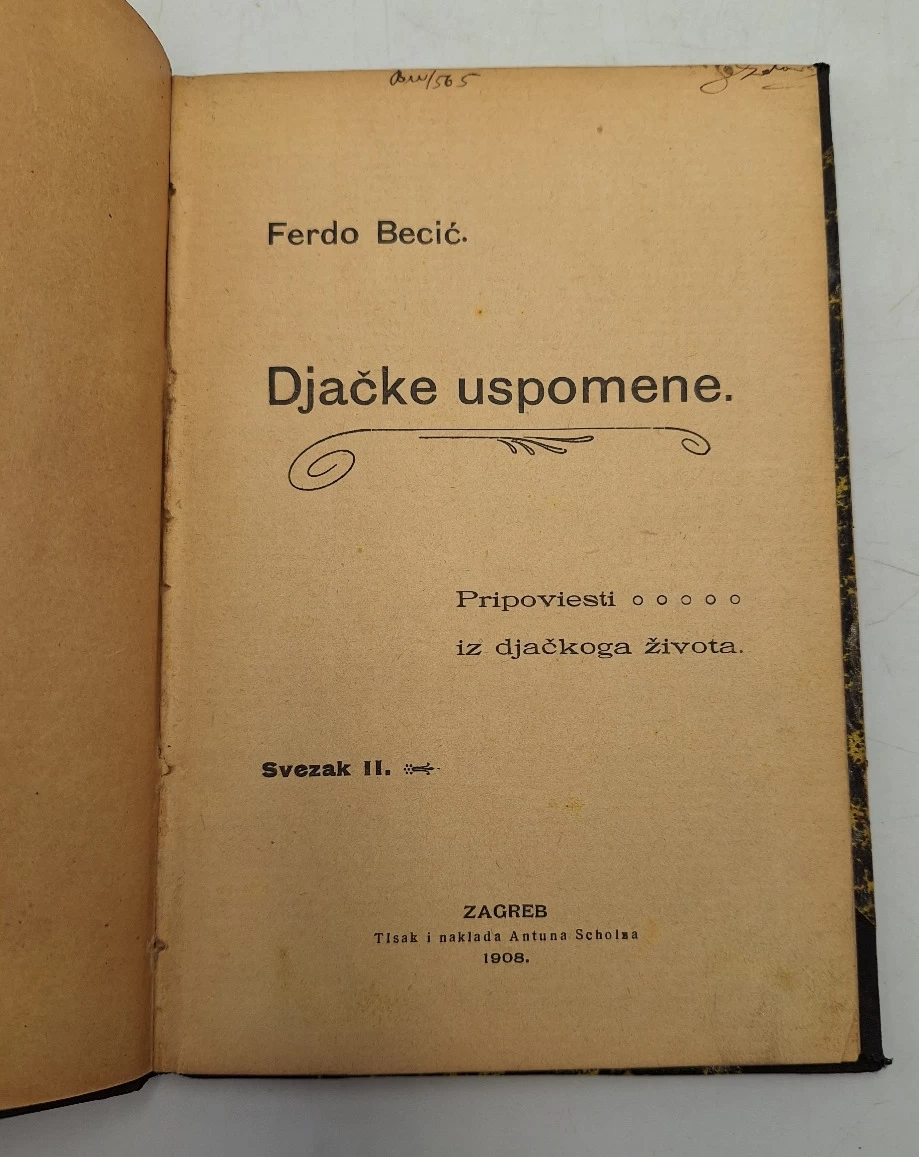 Ferdo Becić.
Djačke uspomene.
Pripoviesti
iz djačkoga života.
Svezak II.
ZAGREB
Tisak i naklada Antuna Scholza
1908.